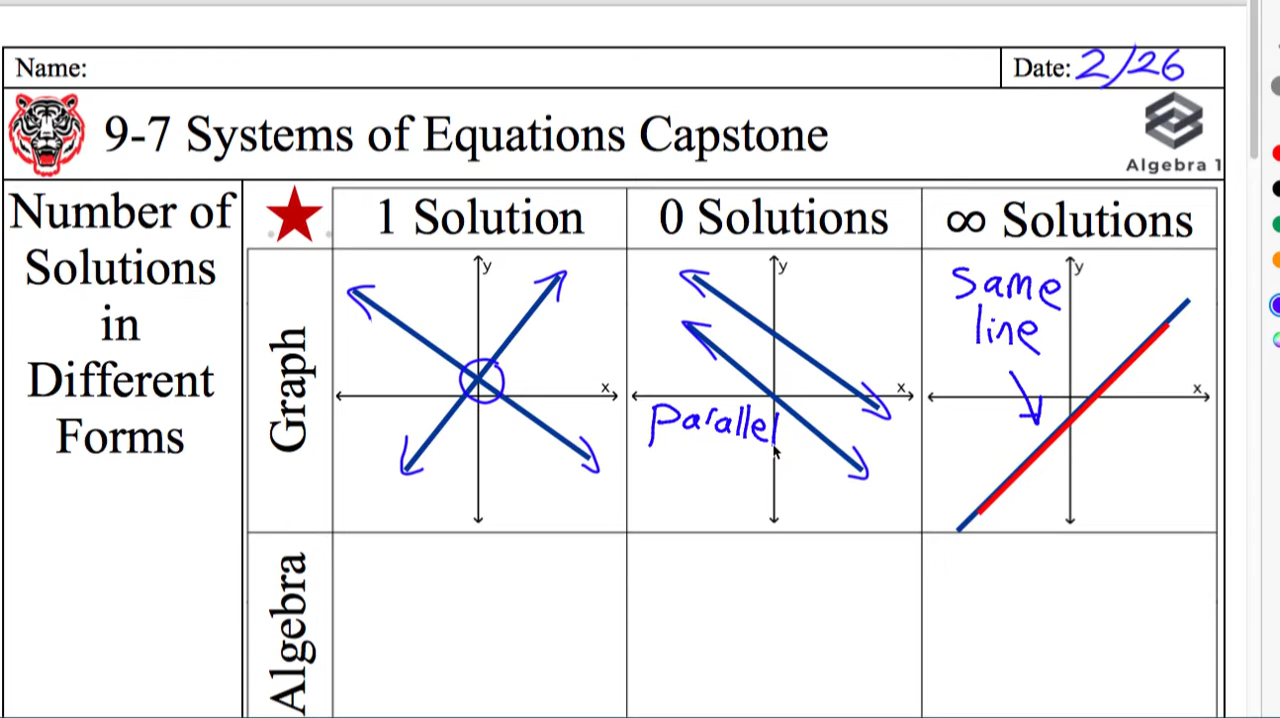 Name:
Date: 2/26
9-7 Systems of Equations Capstone
Algebra 1
Number of
Solutions
in
Different
Forms
1 Solution
0 Solutions
∞ Solutions
Graph
y
x
y
x
Parallel
y
x
Same
line
Algebra